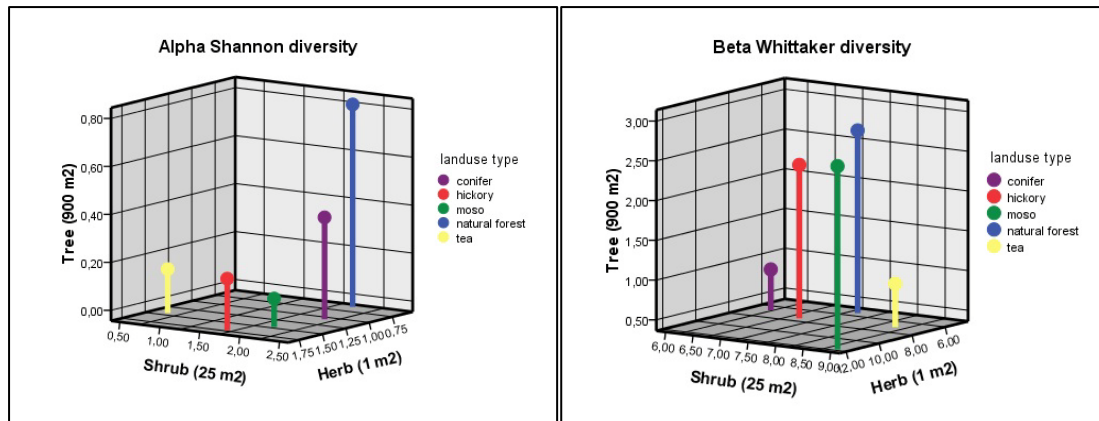 Alpha Shannon diversity
Tree (900 m2)
0,80
0,60
0,40
0,20
0,00
0,50
1,00
1,50
2,00
2,50
Shrub (25 m2)
1,75
1,50
1,25
1,00
0,75
Herb (1 m2)
landuse type
conifer
hickory
moso
natural forest
tea
Beta Whittaker diversity
Tree (900 m2)
3,00
2,50
2,00
1,50
1,00
0,50
6,00
6,50
7,00
7,50
8,00
8,50
9,00
Shrub (25 m2)
12,00
10,00
8,00
6,00
Herb (1 m2)
landuse type
conifer
hickory
moso
natural forest
tea